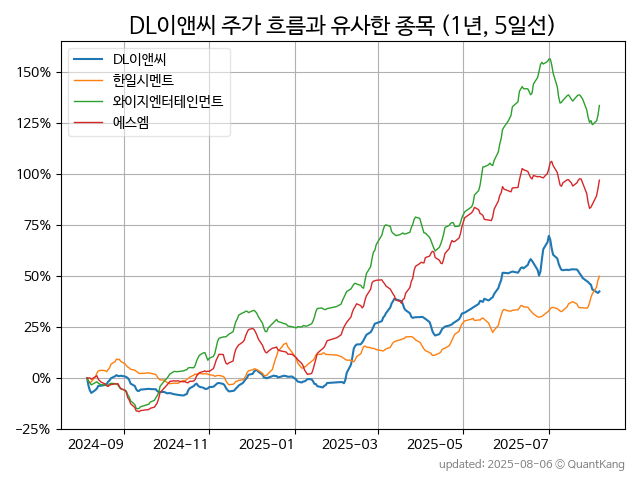 DL이앤씨 주가 흐름과 유사한 종목 (1년, 5일선)
DL이앤씨
한일시멘트
와이지엔터테인먼트
에스엠
150%
125%
100%
75%
50%
25%
0%
−25%
2024-09 2024-11 2025-01 2025-03 2025-05 2025-07
updated: 2025-08-06 © QuantKang